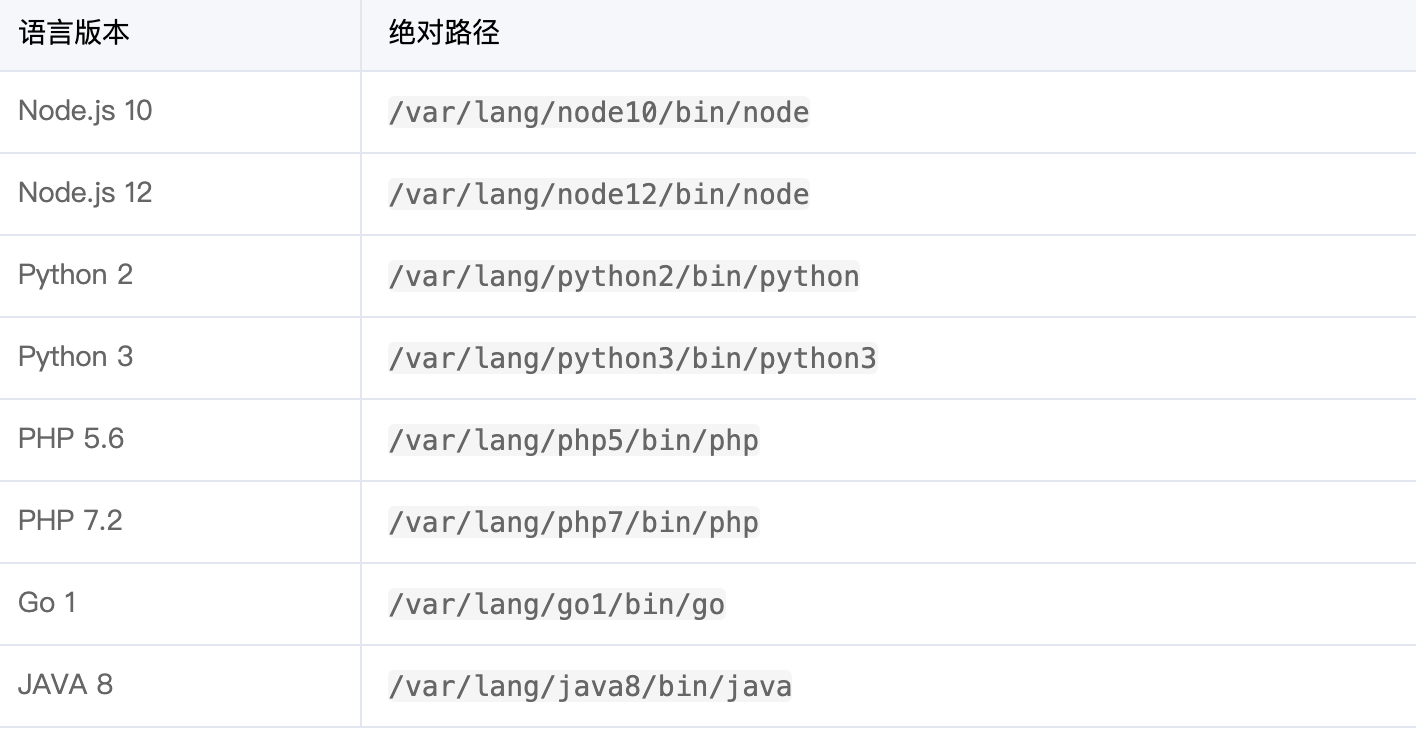 语言版本 绝对路径
Node.js 10 /var/lang/node10/bin/node
Node.js 12 /var/lang/node12/bin/node
Python 2 /var/lang/python2/bin/python
Python 3 /var/lang/python3/bin/python3
PHP 5.6 /var/lang/php5/bin/php
PHP 7.2 /var/lang/php7/bin/php
Go 1 /var/lang/go1/bin/go
JAVA 8 /var/lang/java8/bin/java